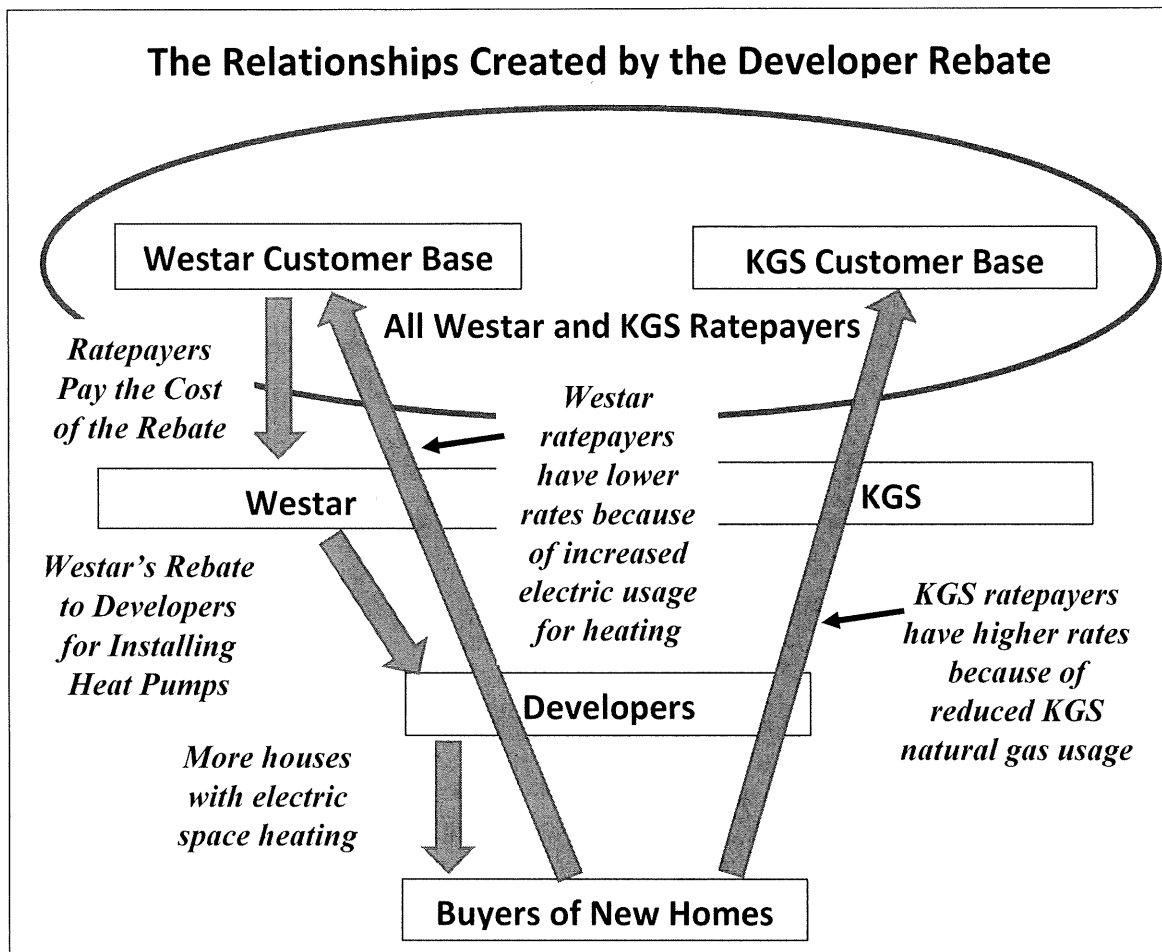 The Relationships Created by the Developer Rebate
Westar Customer Base
KGS Customer Base
All Westar and KGS Ratepayers
Ratepayers
Pay the Cost
of the Rebate
Westar
ratepayers
have lower
rates because
of increased
electric usage
for heating
Westar
KGS
Westar’s Rebate
to Developers
for Installing
Heat Pumps
KGS ratepayers
have higher rates
because of
reduced KGS
natural gas usage
Developers
More houses
with electric
space heating
Buyers of New Homes